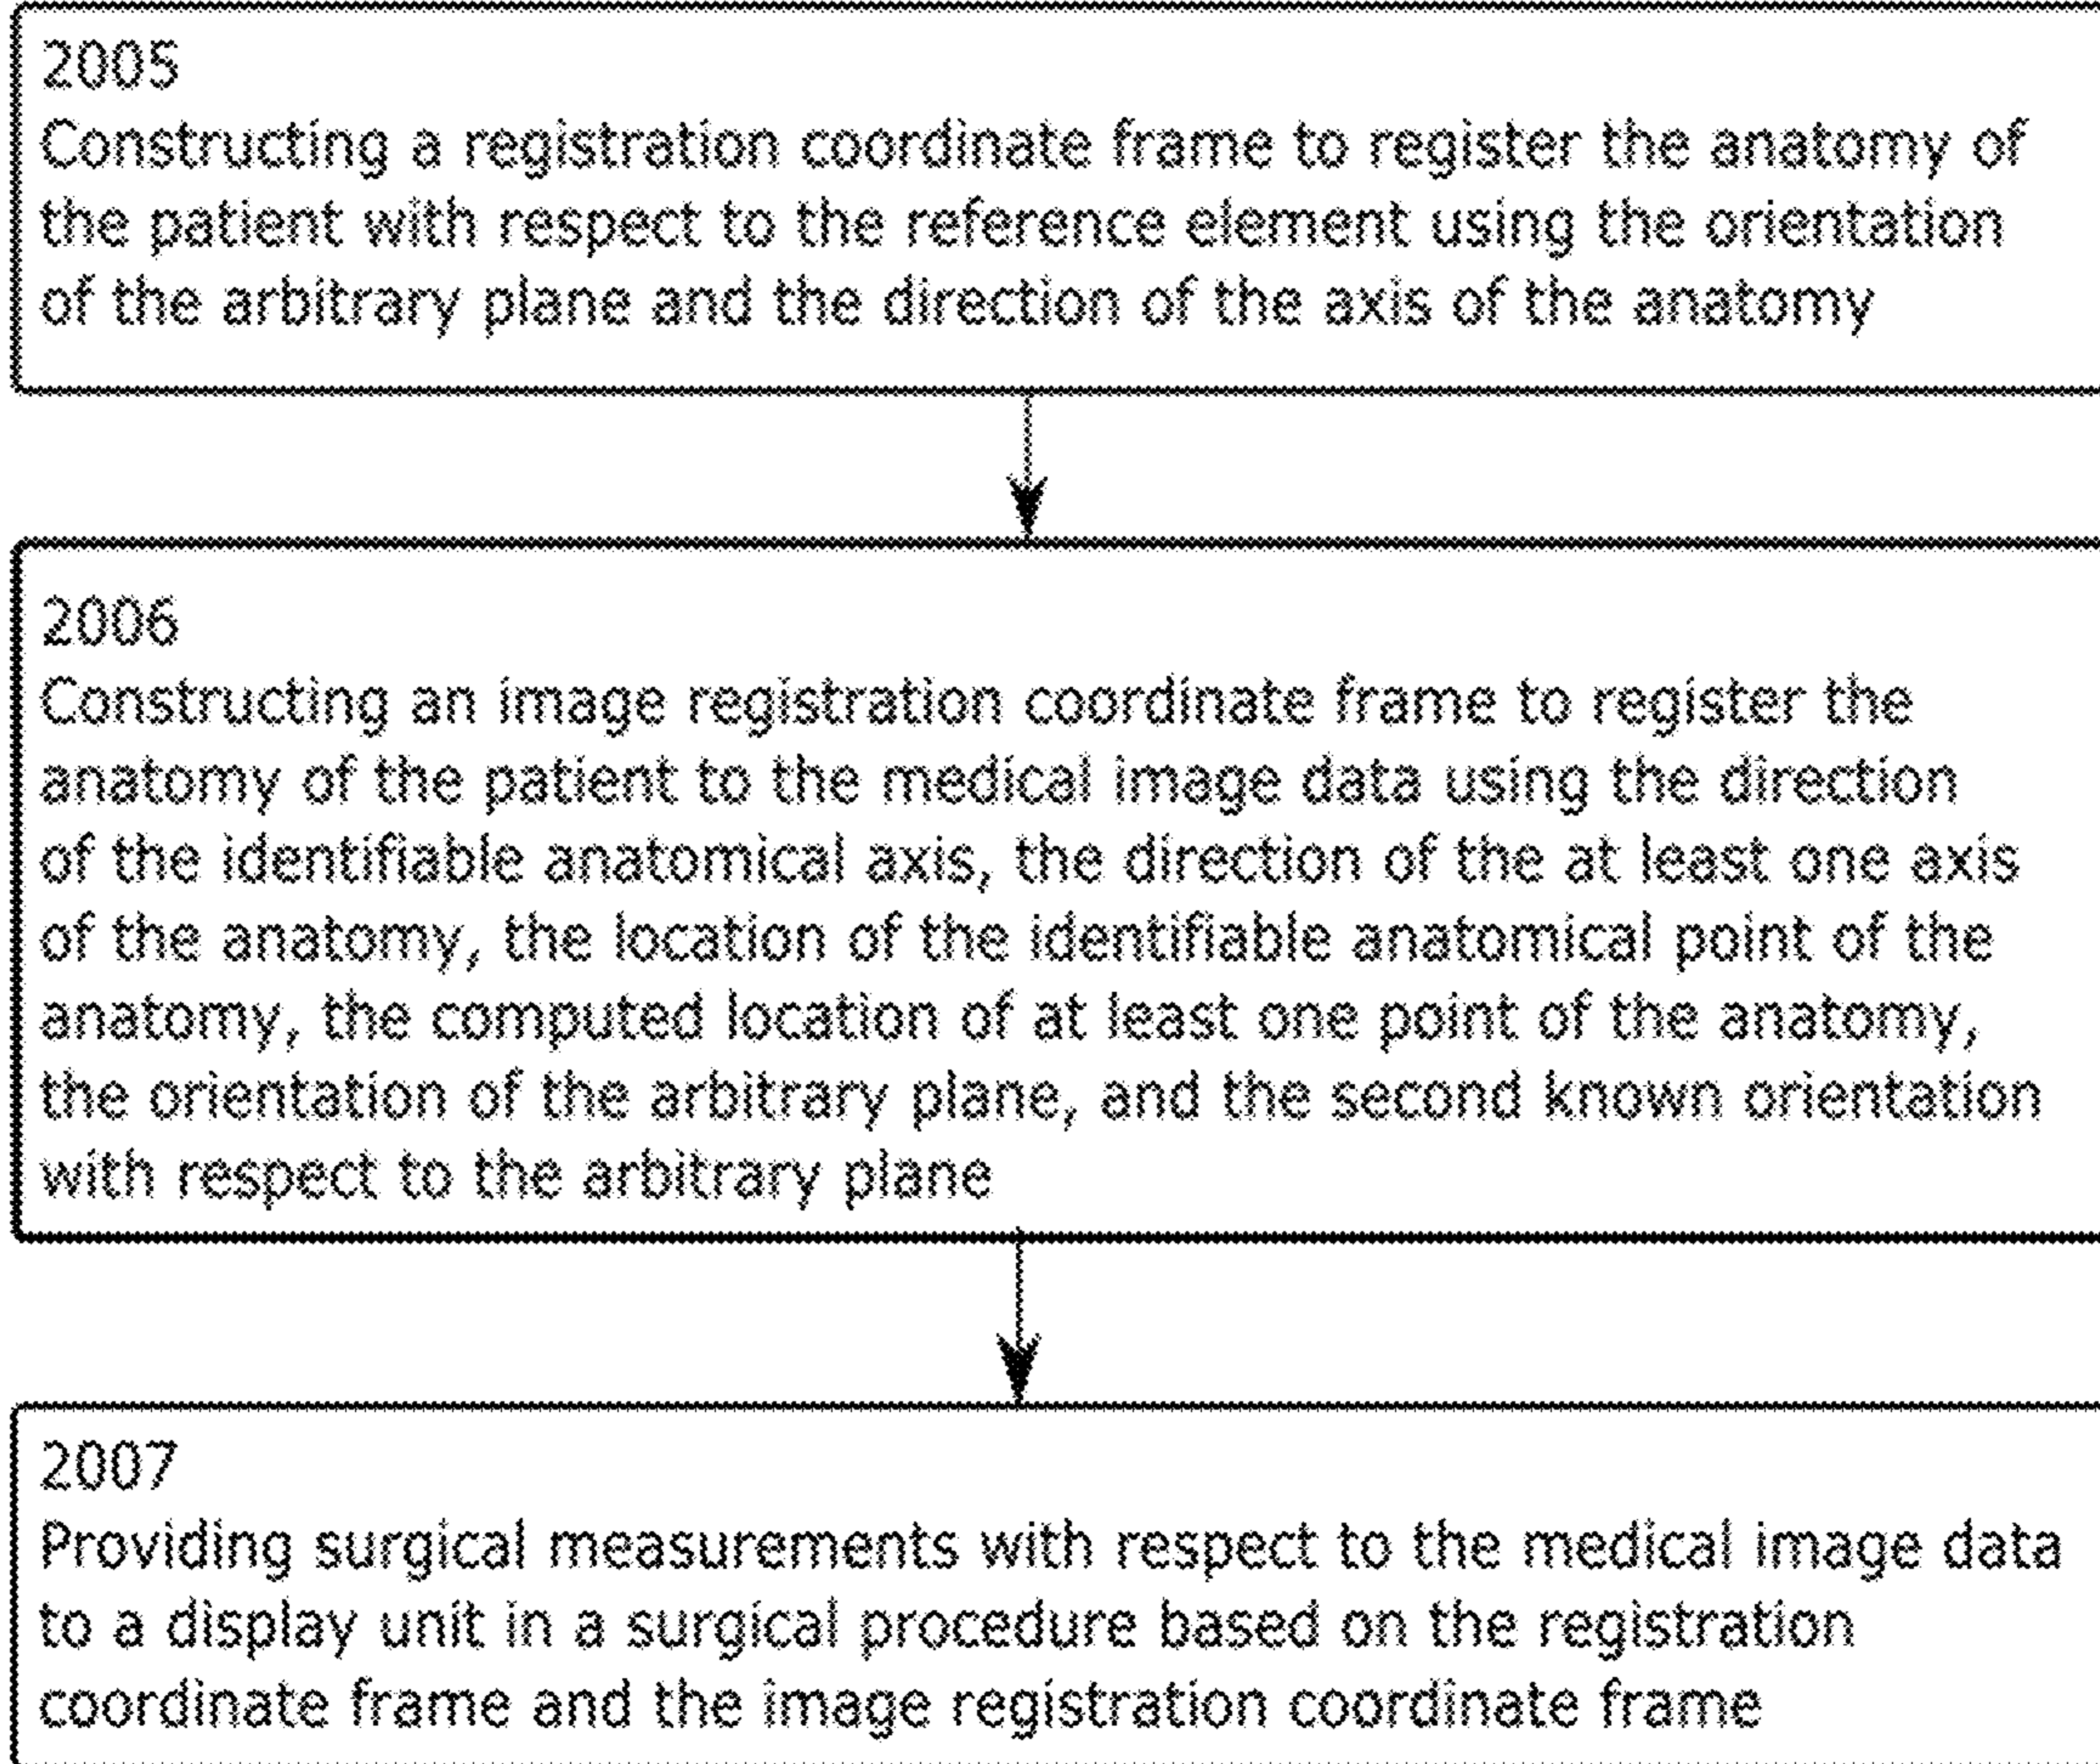 2005
Constructing a registration coordinate frame to register the anatomy of
the patient with respect to the reference element using the orientation
of the arbitrary plane and the direction of the axis of the anatomy
2006
Constructing an image registration coordinate frame to register the
anatomy of the patient to the medical image data using the direction
of the identifiable anatomical axis, the direction of the at least one axis
of the anatomy, the location of the identifiable anatomical point of the
anatomy, the computed location of at least one point of the anatomy,
the orientation of the arbitrary plane, and the second known orientation
with respect to the arbitrary plane
2007
Providing surgical measurements with respect to the medical image data
to a display unit in a surgical procedure based on the registration
coordinate frame and the image registration coordinate frame